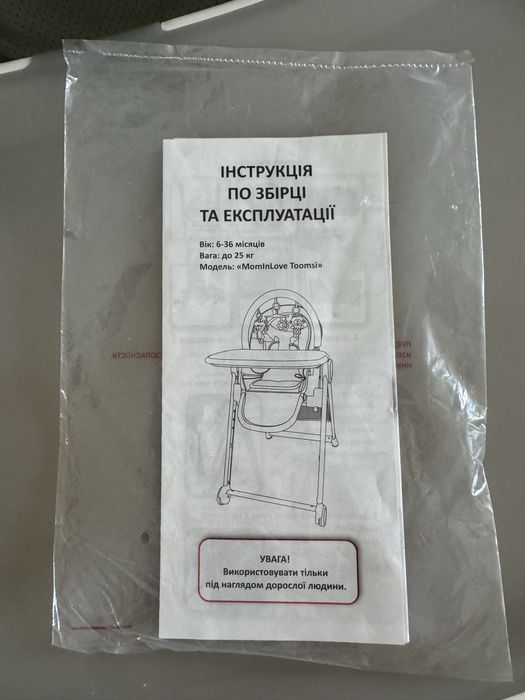 ІНСТРУКЦІЯ
ПО ЗБІРЦІ
ТА ЕКСПЛУАТАЦІЇ
Вік: 6-36 місяців
Вага: до 25 кг
Модель: «MomInLove Toomsi»
УВАГА!
Використовувати тільки
під наглядом дорослої людини.